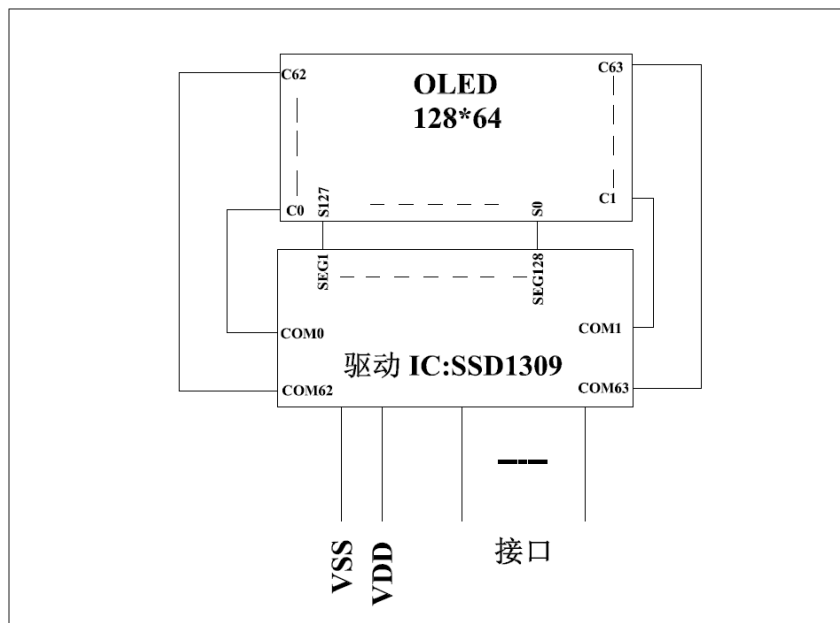 C62
OLED
C63
128*64
C0
S127
S0
C1
SEG1
SEG128
COM0
COM1
驱动 IC:SSD1309
COM62
COM63
VSS
VDD
接口